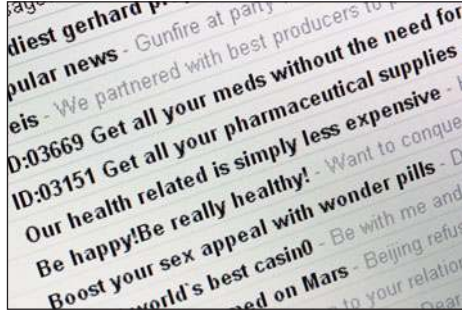 diest gerhard
pular news - Gunfire at party
eis - We partnered with best producers to
D:03669 Get all your meds without the need for
ID:03151 Get all your pharmaceutical supplies
Our health related is simply less expensive -
Be happy!Be really healthy! - Want to conque
Boost your sex appeal with wonder pills - D
world`s best casin0 - Be with me and
ed on Mars - Beijing refus
to your relation
Dear